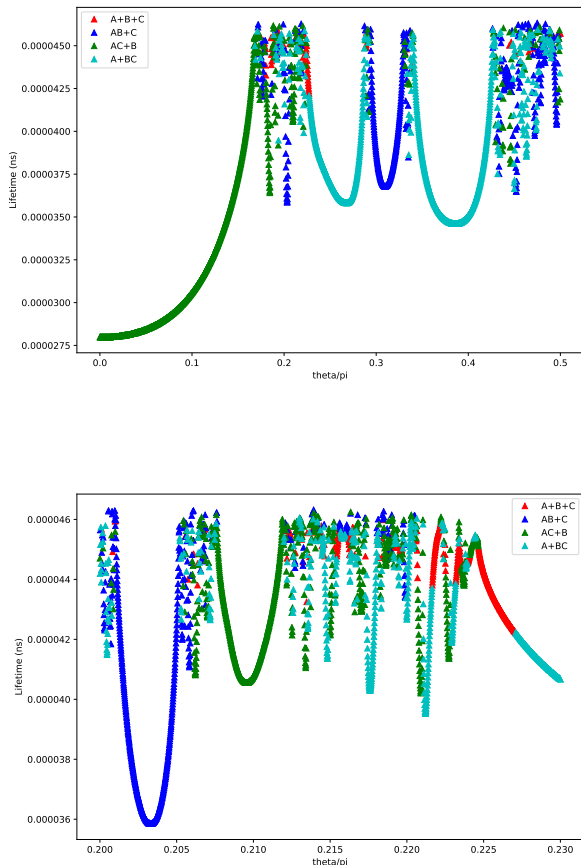 A+B+C
AB+C
AC+B
A+BC
0.0000450
0.0000425
0.0000400
0.0000375
0.0000350
0.0000325
0.0000300
0.0000275
Lifetime (ns)
0.0
0.1
0.2
0.3
0.4
0.5
theta/pi
A+B+C
AB+C
AC+B
A+BC
0.000046
0.000044
0.000042
0.000040
0.000038
0.000036
Lifetime (ns)
0.200
0.205
0.210
0.215
0.220
0.225
0.230
theta/pi